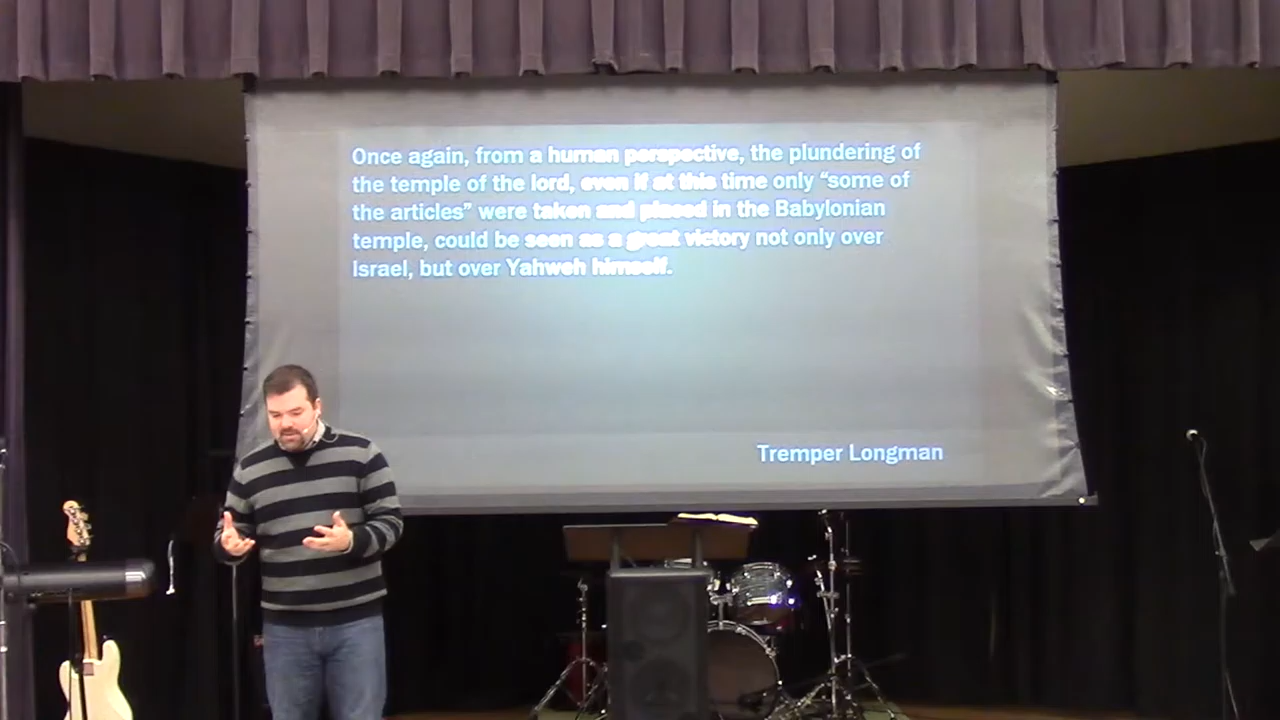 Once again, from a human perspective, the plundering of
the temple of the lord, even if at this time only “some of
the articles” were taken and placed in the Babylonian
temple, could be seen as a great victory not only over
Israel, but over Yahweh himself.
Tremper Longman